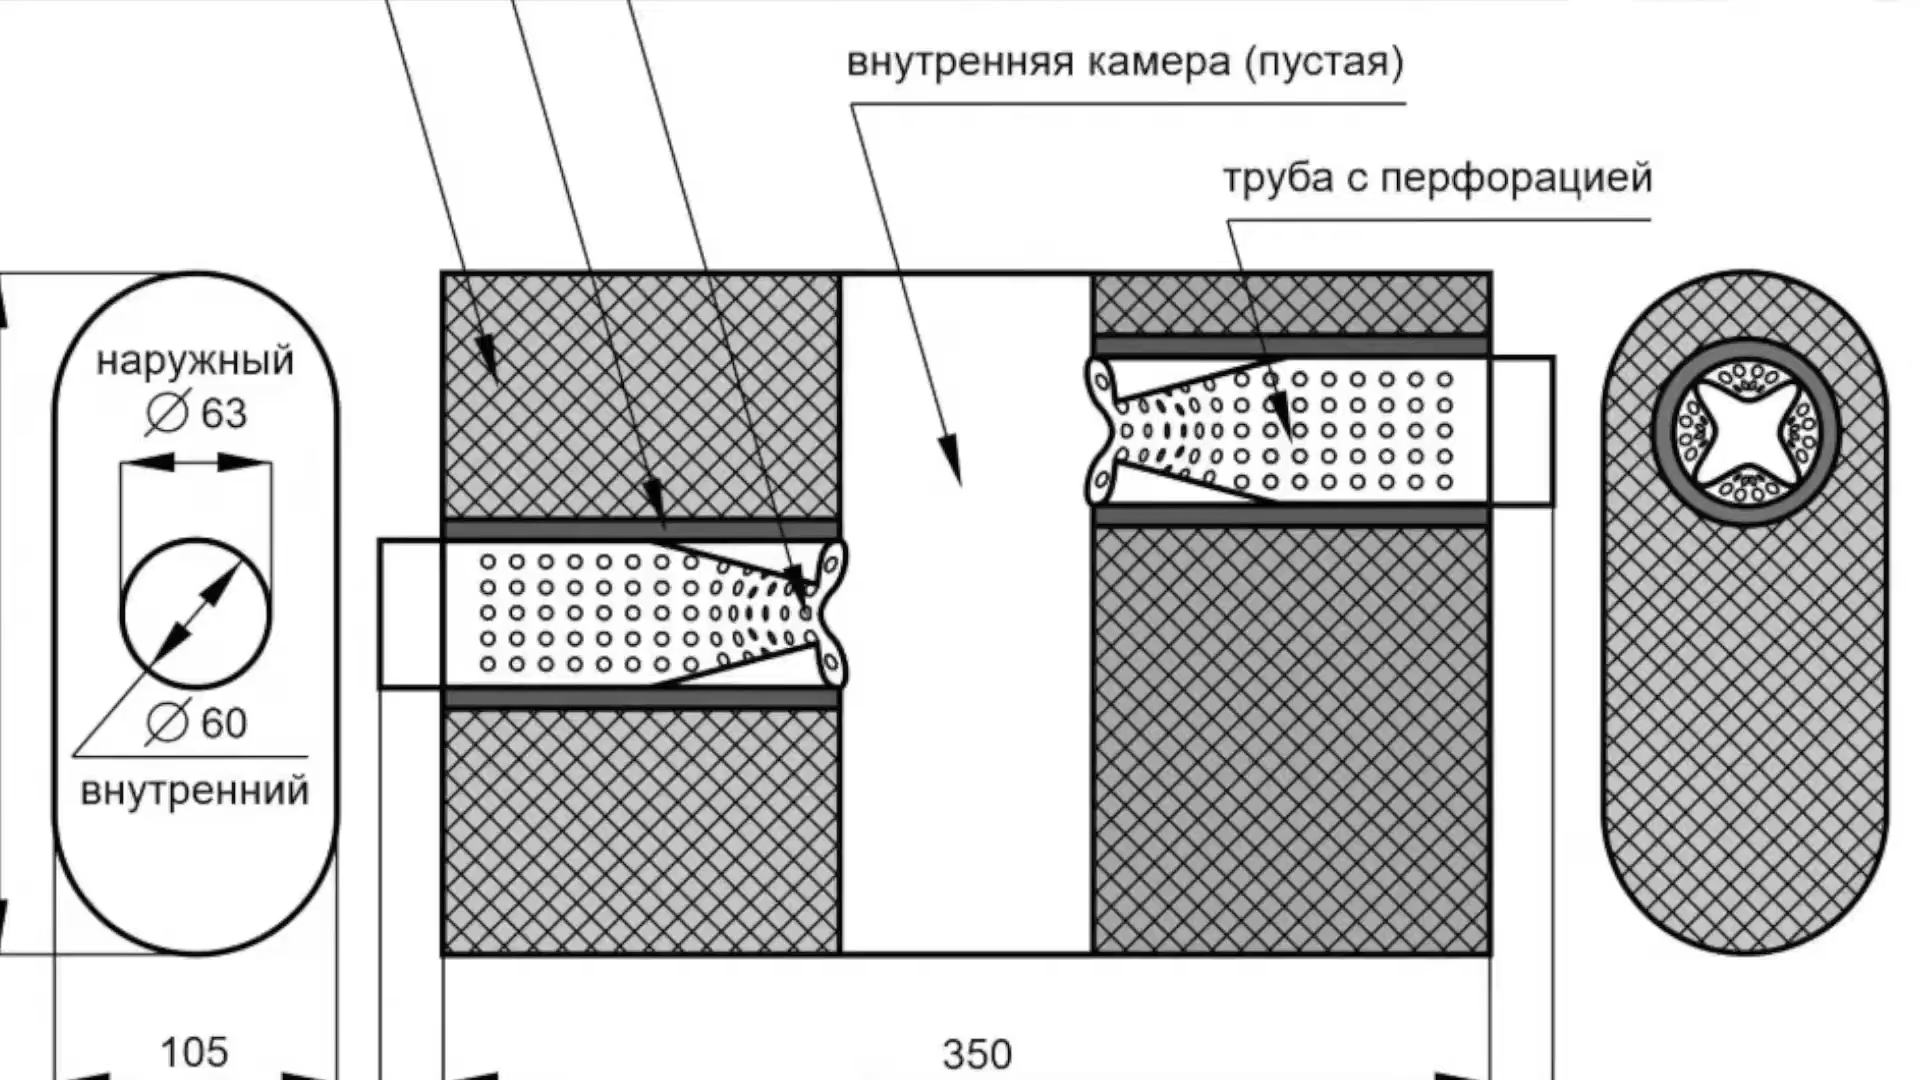 внутренняя камера (пустая)
труба с перфорацией
наружный
⌀ 63
⌀ 60
внутренний
105
350